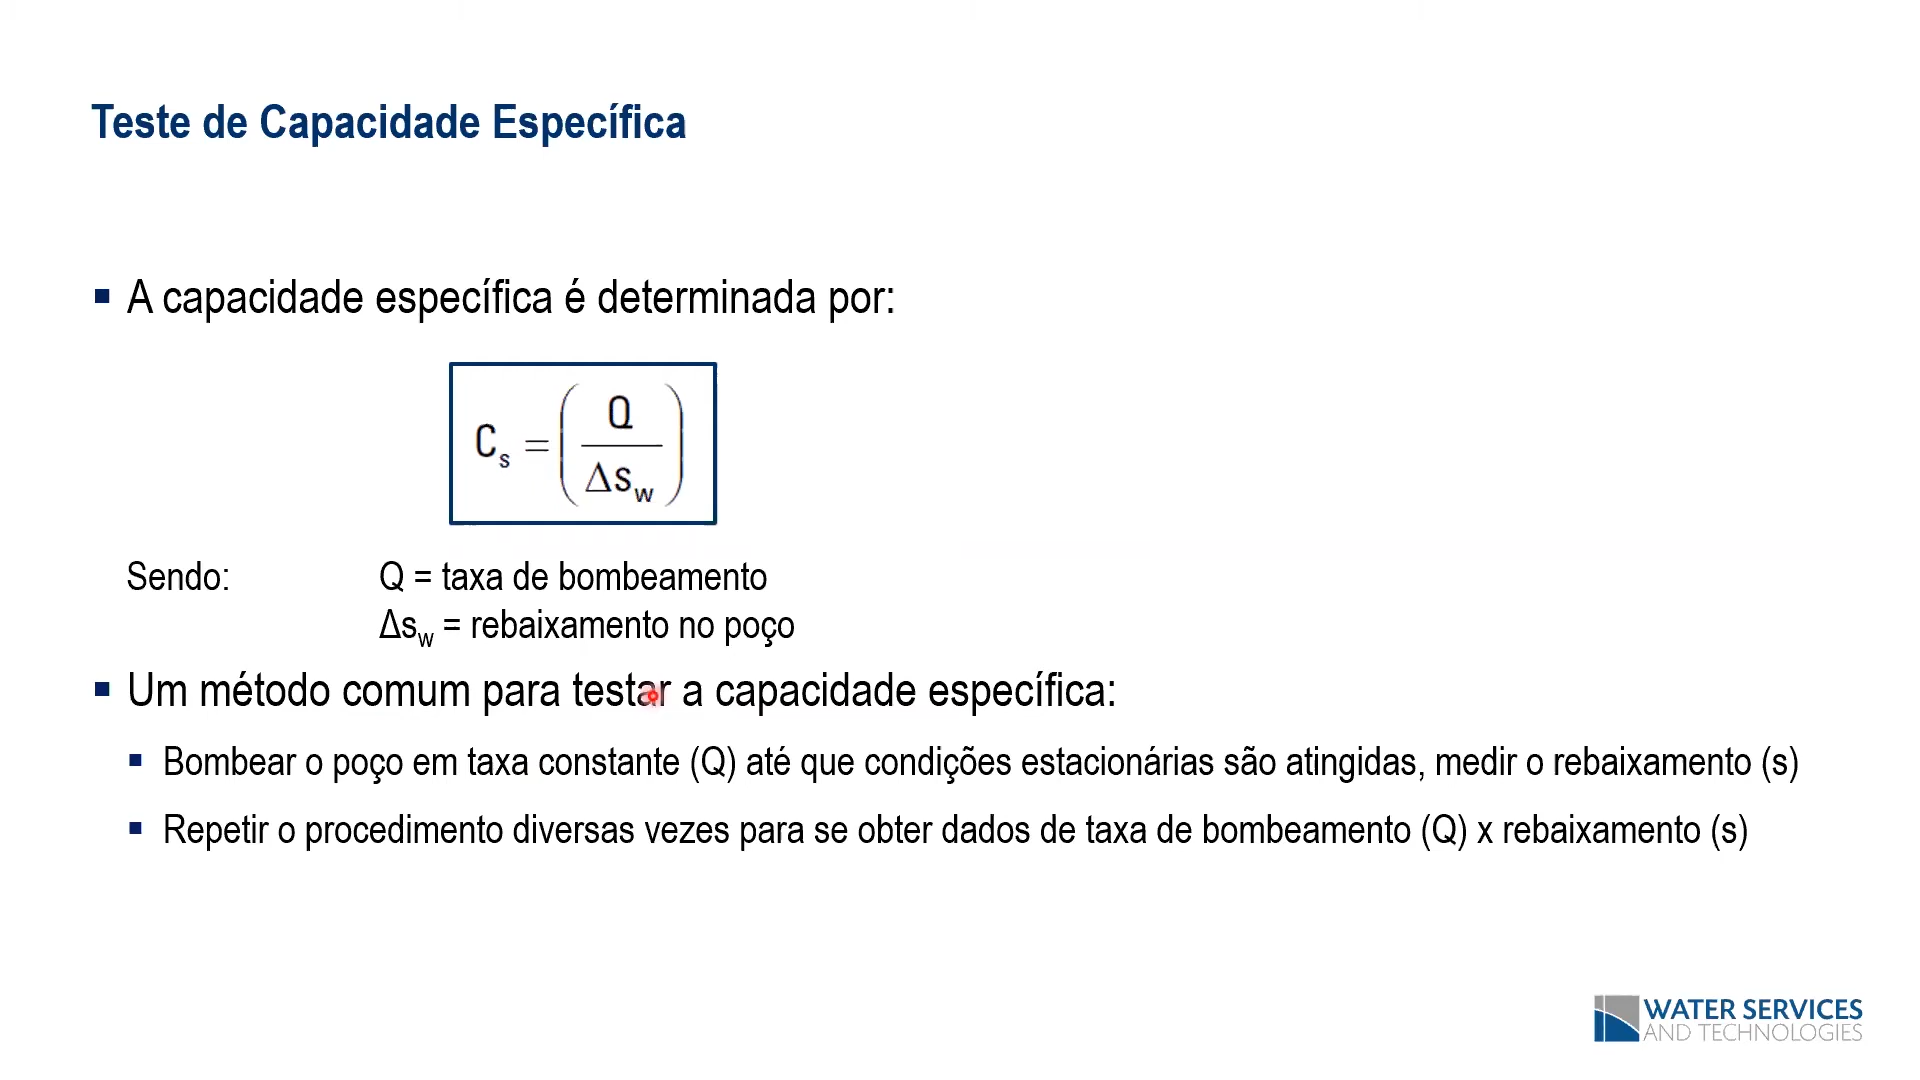 Teste de Capacidade Específica
▪ A capacidade específica é determinada por:
C_s = (Q / Δs_w)
Sendo: Q = taxa de bombeamento
Δs_w = rebaixamento no poço
▪ Um método comum para testar a capacidade específica:
▪ Bombear o poço em taxa constante (Q) até que condições estacionárias são atingidas, medir o rebaixamento (s)
▪ Repetir o procedimento diversas vezes para se obter dados de taxa de bombeamento (Q) x rebaixamento (s)
WATER SERVICES
AND TECHNOLOGIES